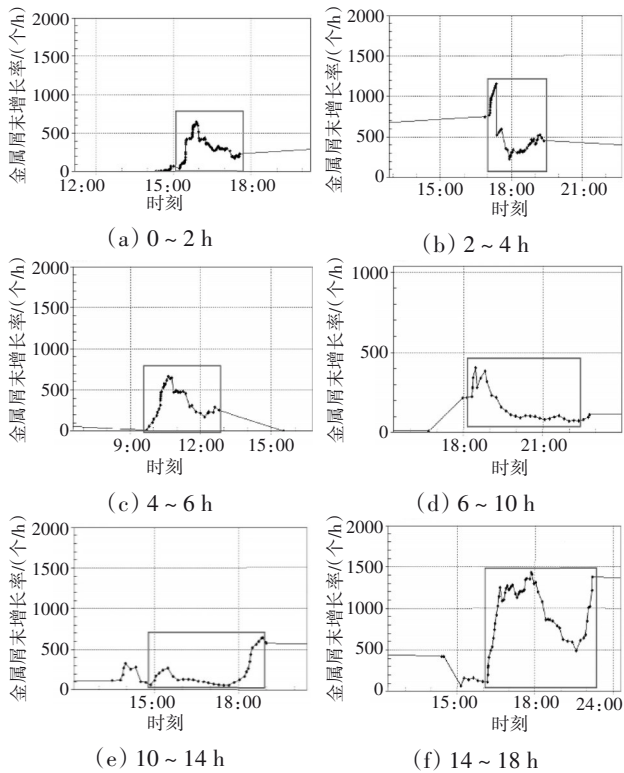 金属屑末增长率/(个/h)
2000
1500
1000
500
0
12:00 15:00 18:00
时刻
(a) 0 ~ 2 h
金属屑末增长率/(个/h)
2000
1500
1000
500
0
15:00 18:00 21:00
时刻
(b) 2 ~ 4 h
金属屑末增长率/(个/h)
2000
1500
1000
500
0
9:00 12:00 15:00
时刻
(c) 4 ~ 6 h
金属屑末增长率/(个/h)
1000
500
0
18:00 21:00
时刻
(d) 6 ~ 10 h
金属屑末增长率/(个/h)
2000
1500
1000
500
0
15:00 18:00
时刻
(e) 10 ~ 14 h
金属屑末增长率/(个/h)
2000
1500
1000
500
0
15:00 18:00 24:00
时刻
(f) 14 ~ 18 h